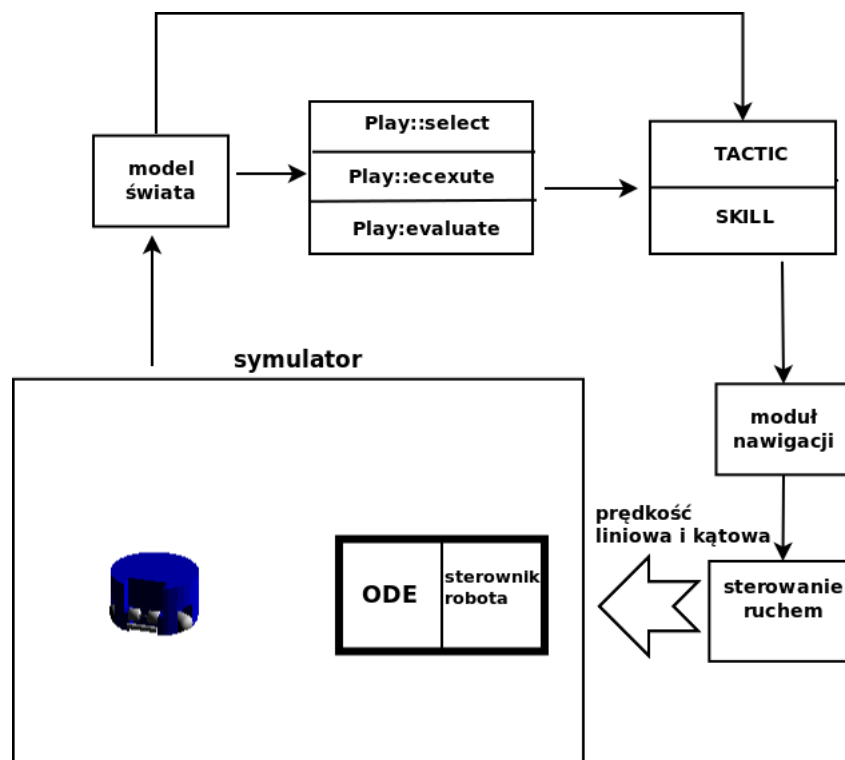 model
świata
Play::select
Play::ecexute
Play:evaluate
TACTIC
SKILL
symulator
moduł
nawigacji
prędkość
liniowa i kątowa
ODE
sterownik
robota
sterowanie
ruchem